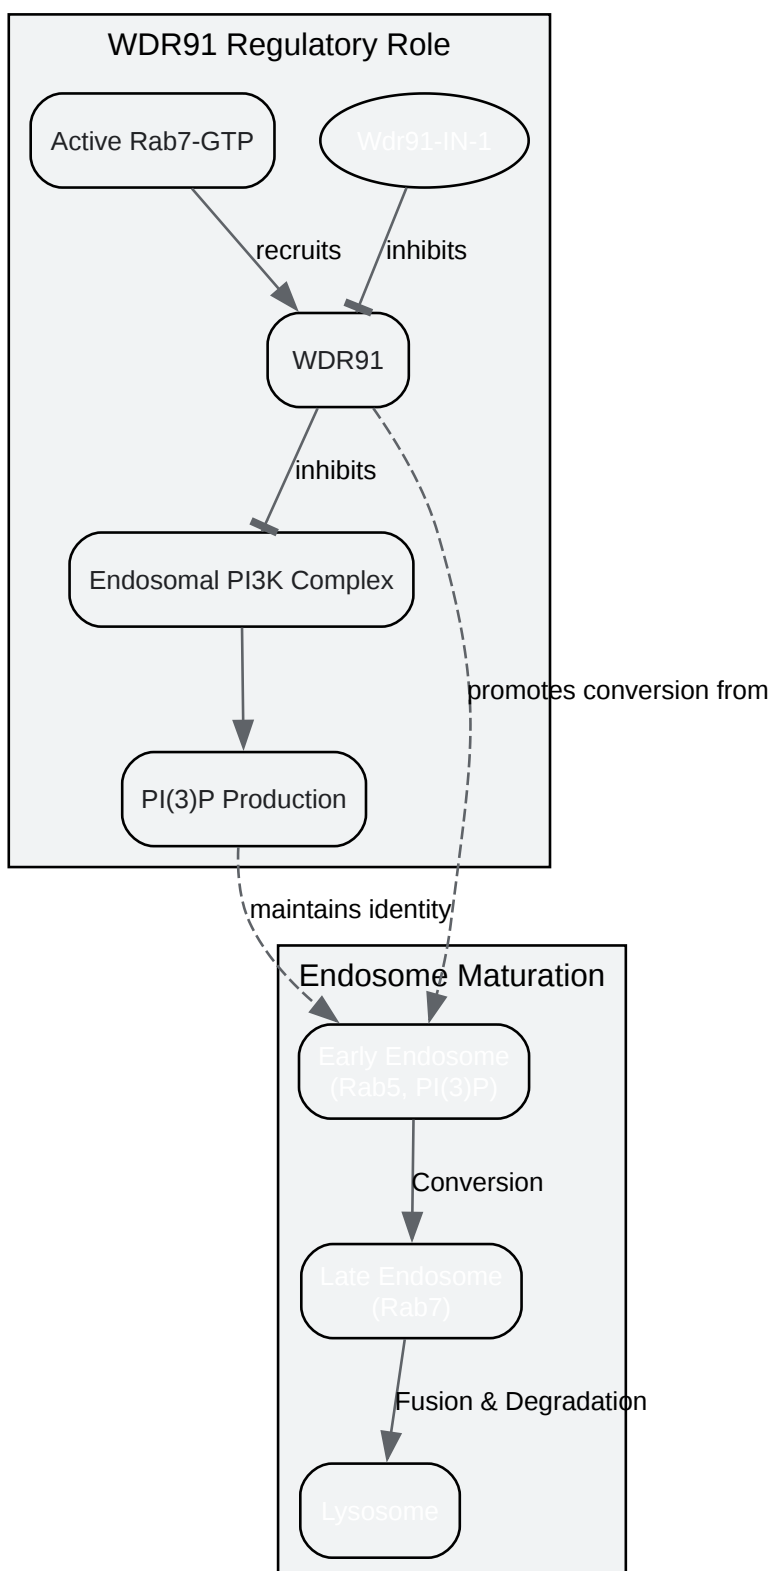 WDR91 Regulatory Role
Active Rab7-GTP
Wdr91-IN-1
recruits
inhibits
WDR91
inhibits
Endosomal PI3K Complex
promotes conversion from
PI(3)P Production
maintains identity
Endosome Maturation
Early Endosome
(Rab5, PI(3)P)
Conversion
Late Endosome
(Rab7)
Fusion & Degradation
Lysosome